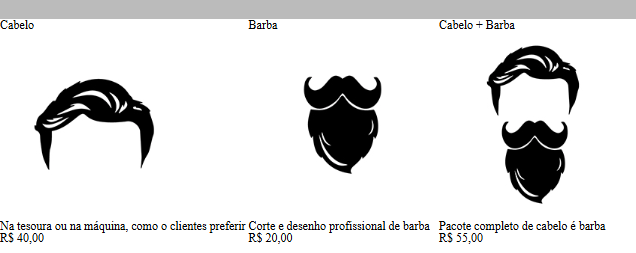 Cabelo
Barba
Cabelo + Barba
Na tesoura ou na máquina, como o clientes preferir
R$ 40,00
Corte e desenho profissional de barba
R$ 20,00
Pacote completo de cabelo é barba
R$ 55,00